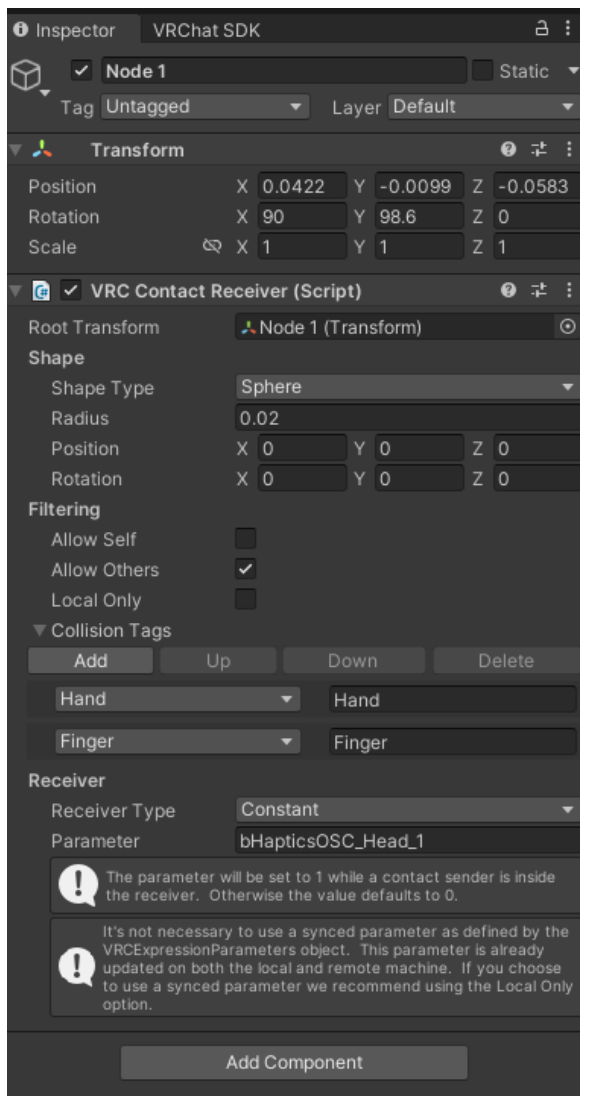 Inspector VRChat SDK
Node 1 Static
Tag Untagged Layer Default
Transform
Position X 0.0422 Y -0.0099 Z -0.0583
Rotation X 90 Y 98.6 Z 0
Scale X 1 Y 1 Z 1
VRC Contact Receiver (Script)
Root Transform Node 1 (Transform)
Shape
Shape Type Sphere
Radius 0.02
Position X 0 Y 0 Z 0
Rotation X 0 Y 0 Z 0
Filtering
Allow Self
Allow Others
Local Only
Collision Tags
Add Up Down Delete
Hand Hand
Finger Finger
Receiver
Receiver Type Constant
Parameter bHapticsOSC_Head_1
The parameter will be set to 1 while a contact sender is inside
the receiver. Otherwise the value defaults to 0.
It's not necessary to use a synced parameter as defined by the
VRCExpressionParameters object. This parameter is already
updated on both the local and remote machine. If you choose
to use a synced parameter we recommend using the Local Only
option.
Add Component